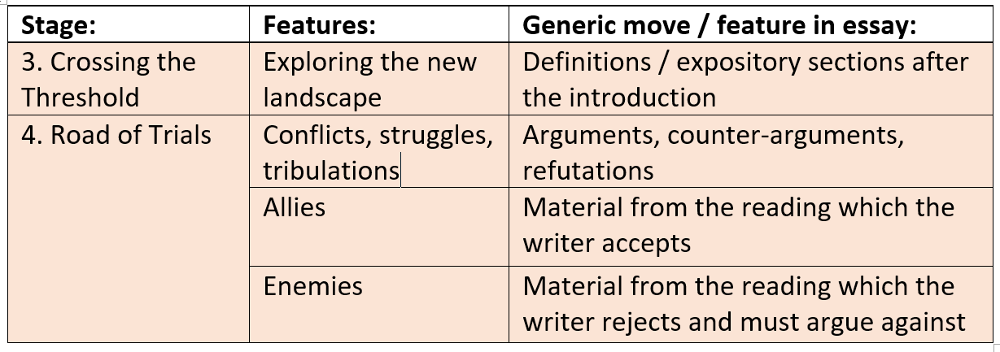 Stage: Features: Generic move / feature in essay:
3. Crossing the Exploring the new Definitions / expository sections after
Threshold landscape the introduction
4. Road of Trials Conflicts, struggles, Arguments, counter-arguments,
tribulations refutations
Allies Material from the reading which the
writer accepts
Enemies Material from the reading which the
writer rejects and must argue against